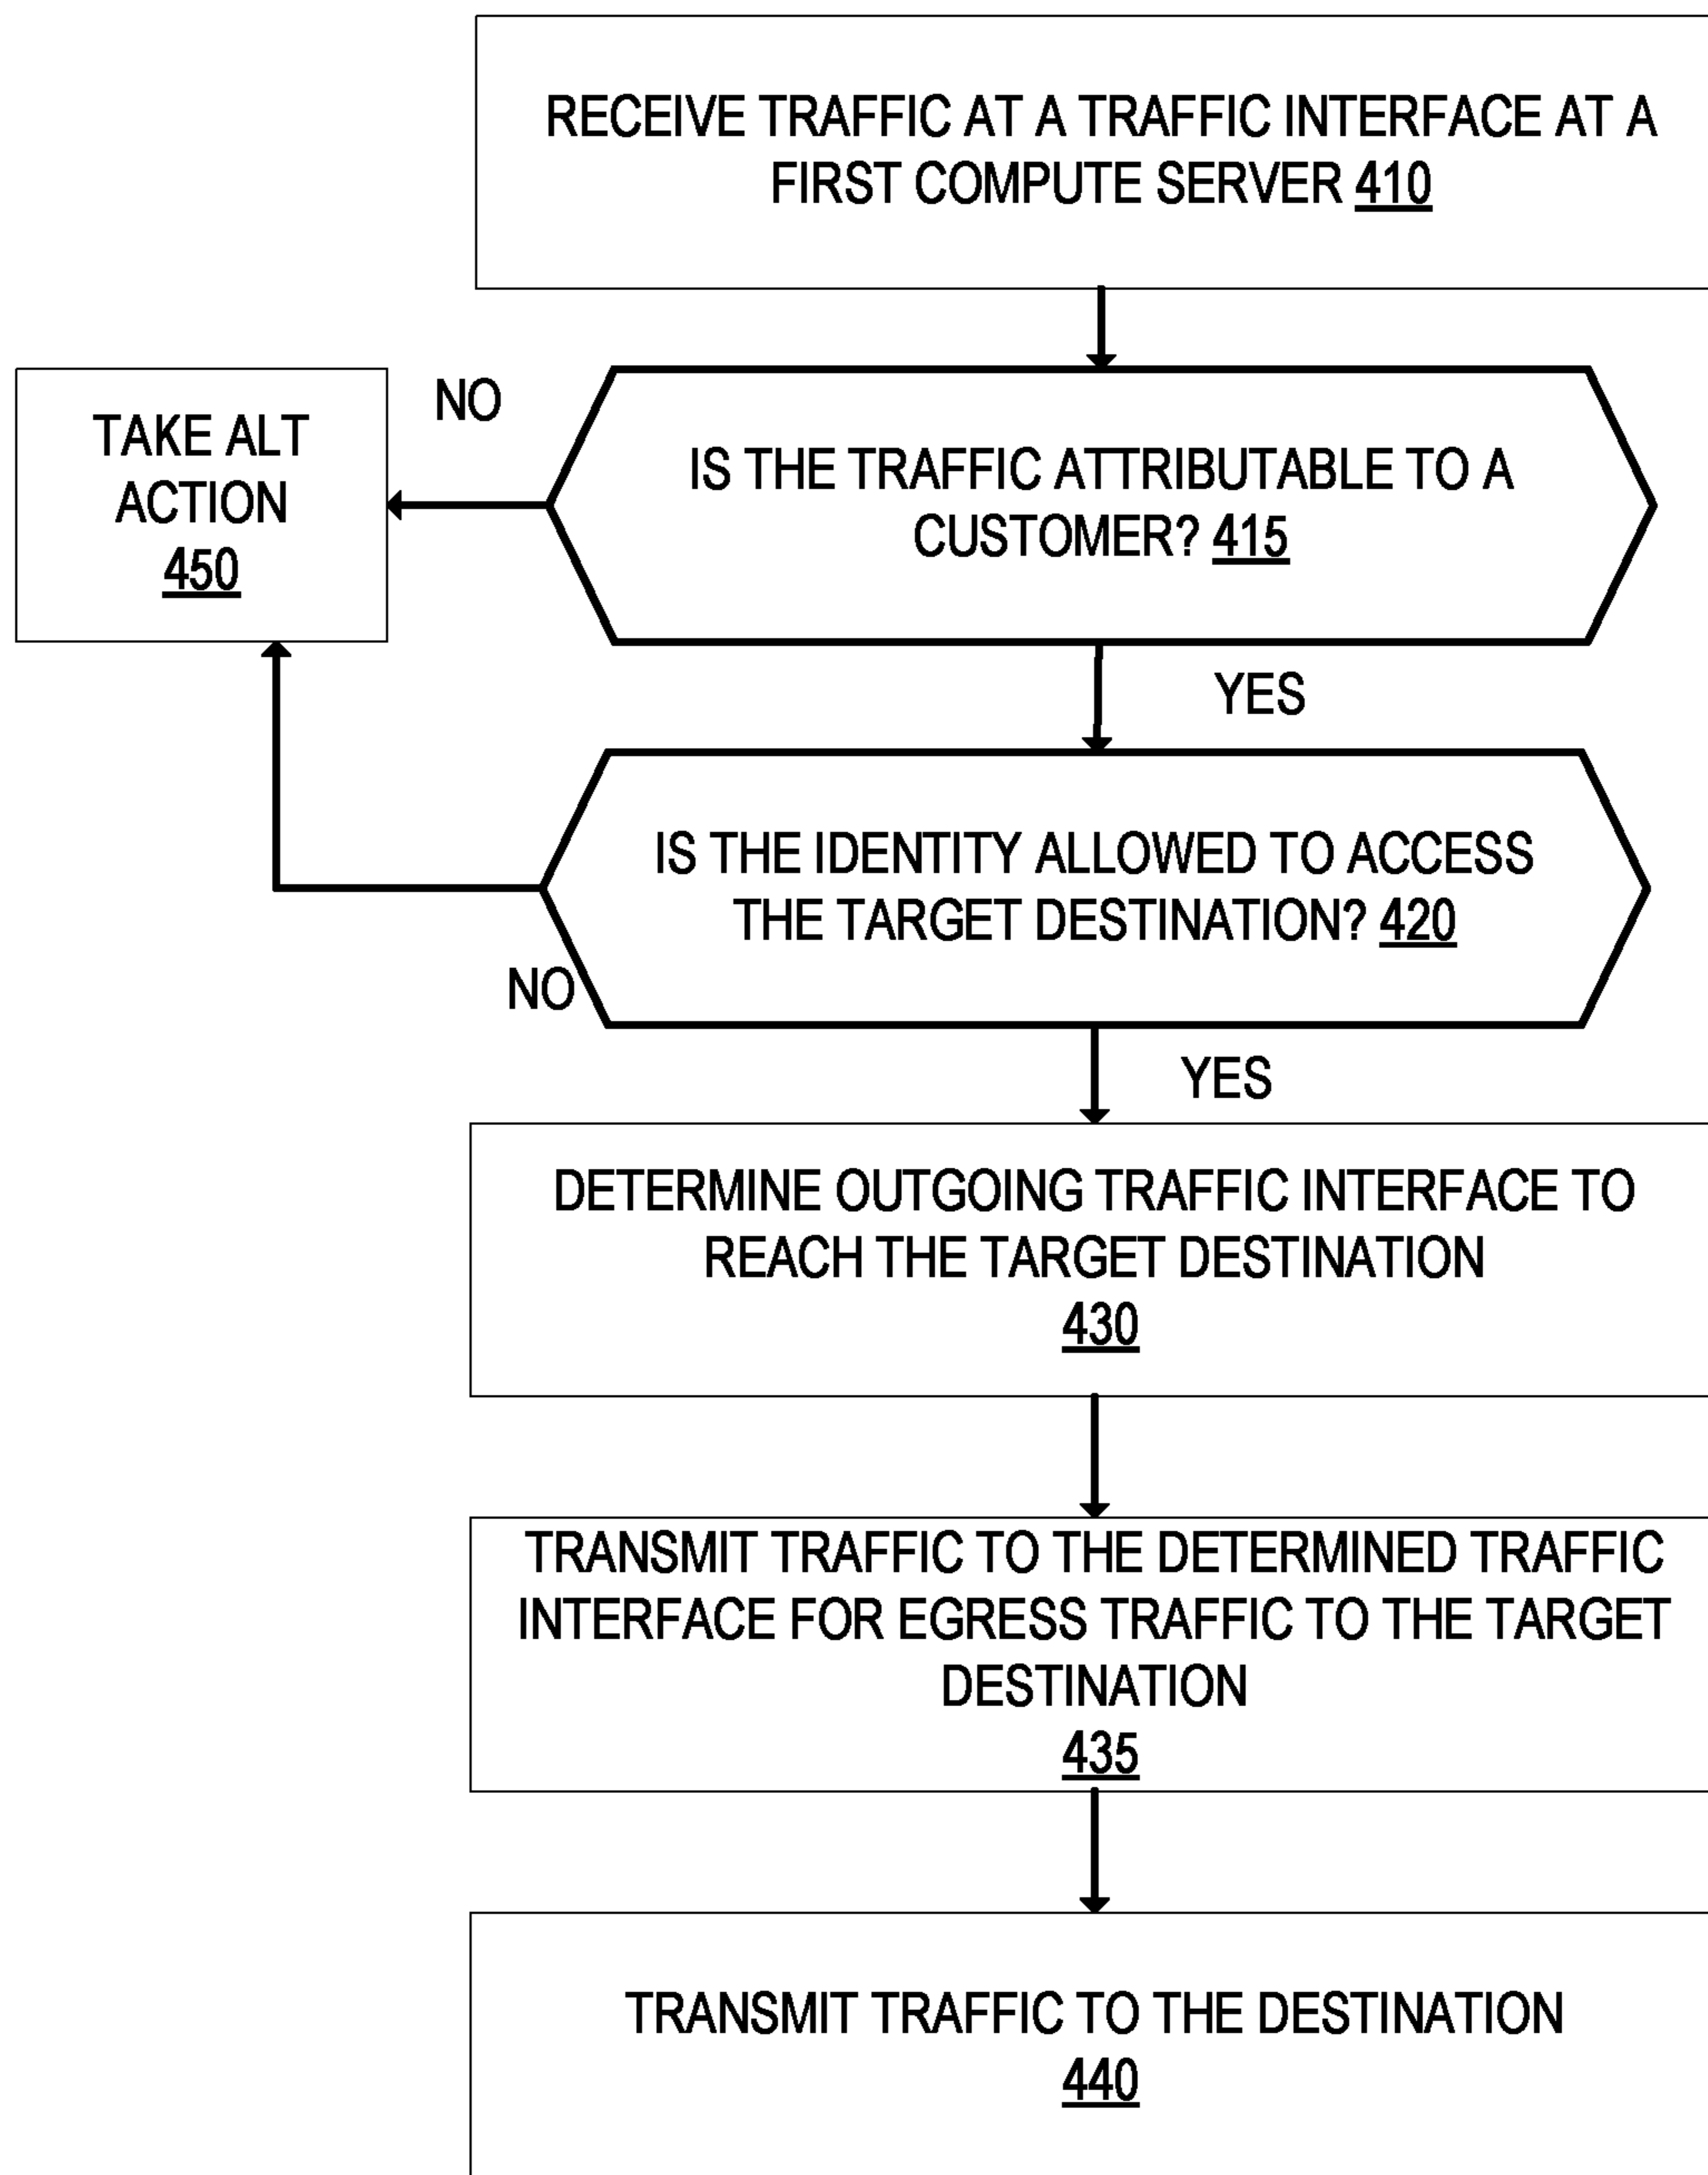 RECEIVE TRAFFIC AT A TRAFFIC INTERFACE AT A
FIRST COMPUTE SERVER 410
NO
TAKE ALT
ACTION
450
IS THE TRAFFIC ATTRIBUTABLE TO A
CUSTOMER? 415
YES
IS THE IDENTITY ALLOWED TO ACCESS
THE TARGET DESTINATION? 420
NO
YES
DETERMINE OUTGOING TRAFFIC INTERFACE TO
REACH THE TARGET DESTINATION
430
TRANSMIT TRAFFIC TO THE DETERMINED TRAFFIC
INTERFACE FOR EGRESS TRAFFIC TO THE TARGET
DESTINATION
435
TRANSMIT TRAFFIC TO THE DESTINATION
440